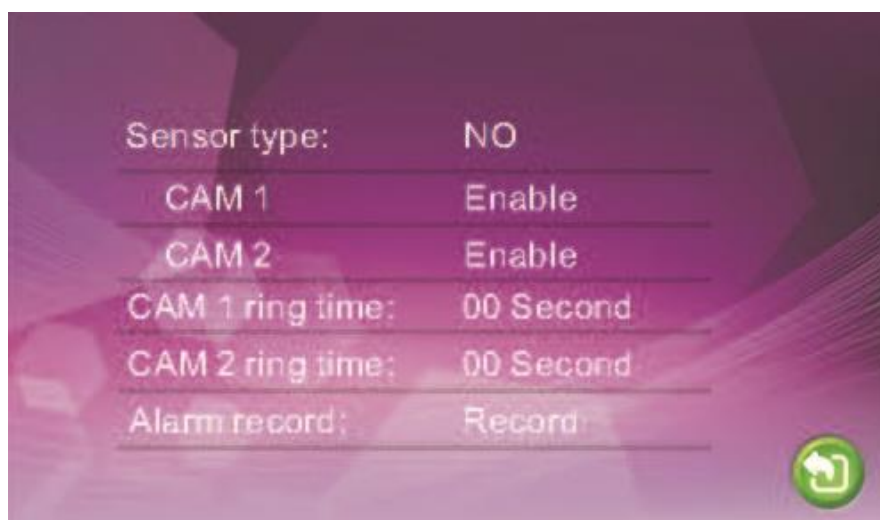 Sensor type: NO
CAM 1 Enable
CAM 2 Enable
CAM 1 ring time: 00 Second
CAM 2 ring time: 00 Second
Alarm record: Record